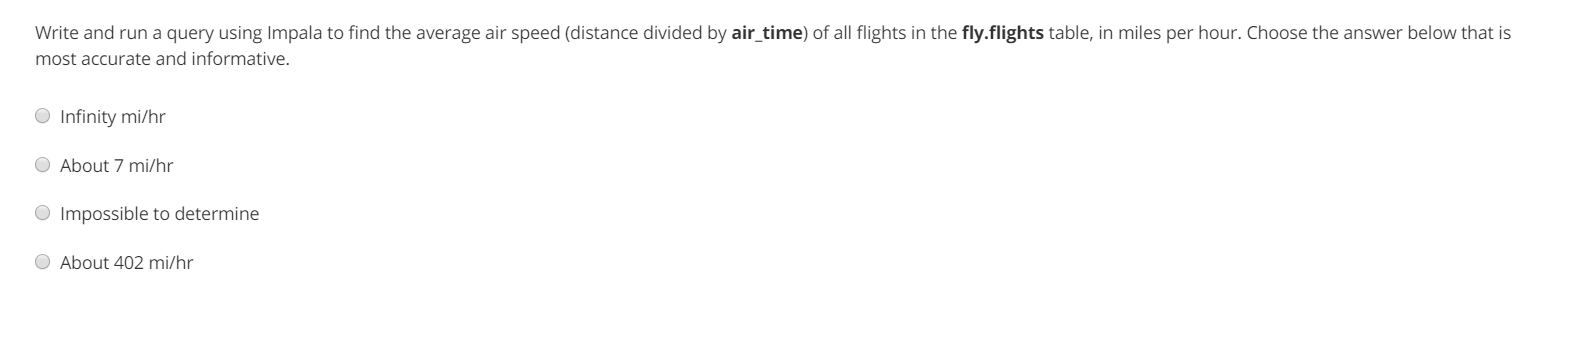 Write and run a query using Impala to find the average air speed (distance divided by air_time) of all flights in the fly.flights table, in miles per hour. Choose the answer below that is
most accurate and informative.
Infinity mi/hr
About 7 mi/hr
Impossible to determine
About 402 mi/hr